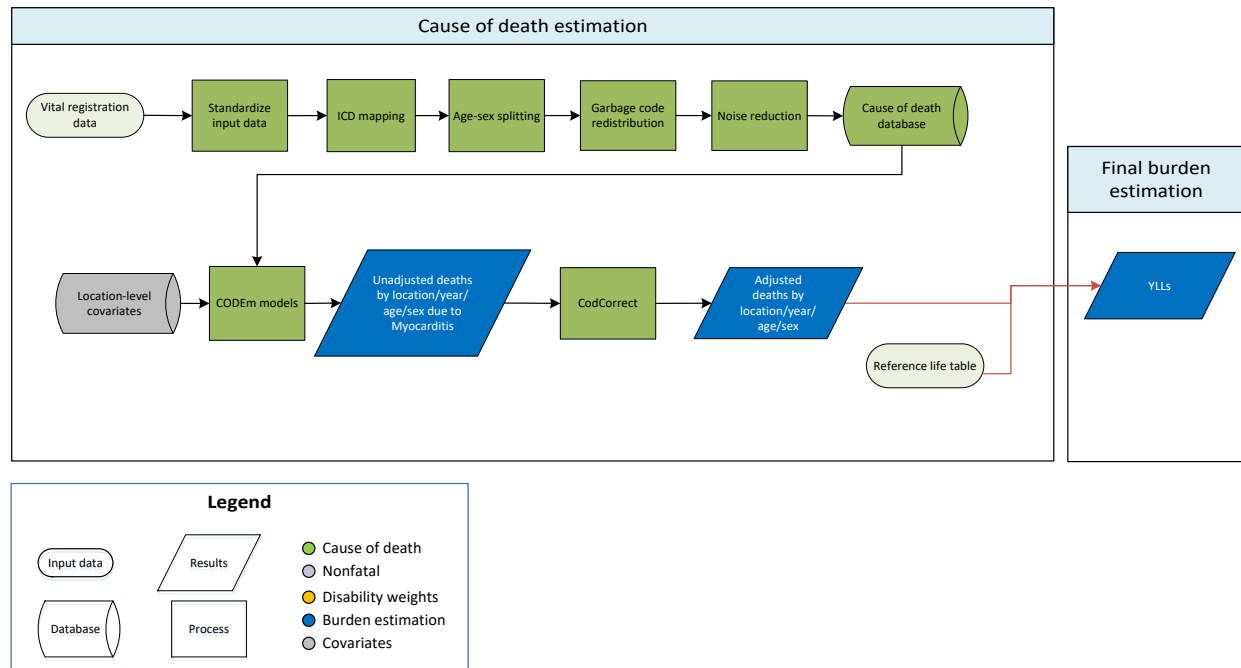 Cause of death estimation
Vital registration
data
Standardize
input data
ICD mapping
Age-sex splitting
Garbage code
redistribution
Noise reduction
Cause of death
database
Final burden
estimation
Location-level
covariates
CODEm models
Unadjusted deaths
by location/year/
age/sex due to
Myocarditis
CodCorrect
Adjusted
deaths by
location/year/
age/sex
YLLs
Reference life table
Legend
Input data
Results
Database
Process
Cause of death
Nonfatal
Disability weights
Burden estimation
Covariates